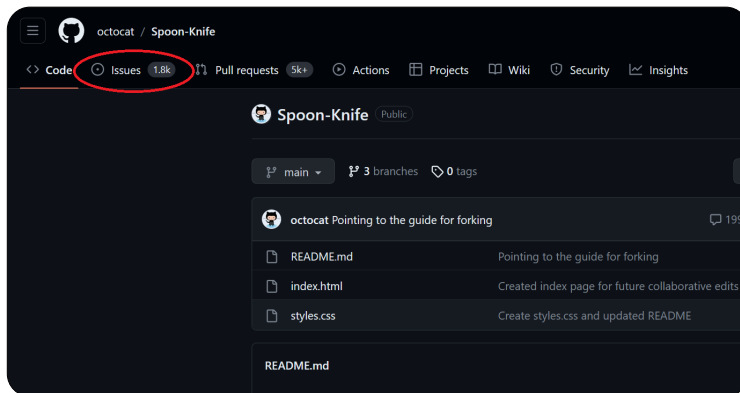 octocat / Spoon-Knife
Code Issues 1.8k Pull requests 5k+ Actions Projects Wiki Security Insights
Spoon-Knife Public
main 3 branches 0 tags
octocat Pointing to the guide for forking 199
README.md Pointing to the guide for forking
index.html Created index page for future collaborative edits
styles.css Create styles.css and updated README
README.md